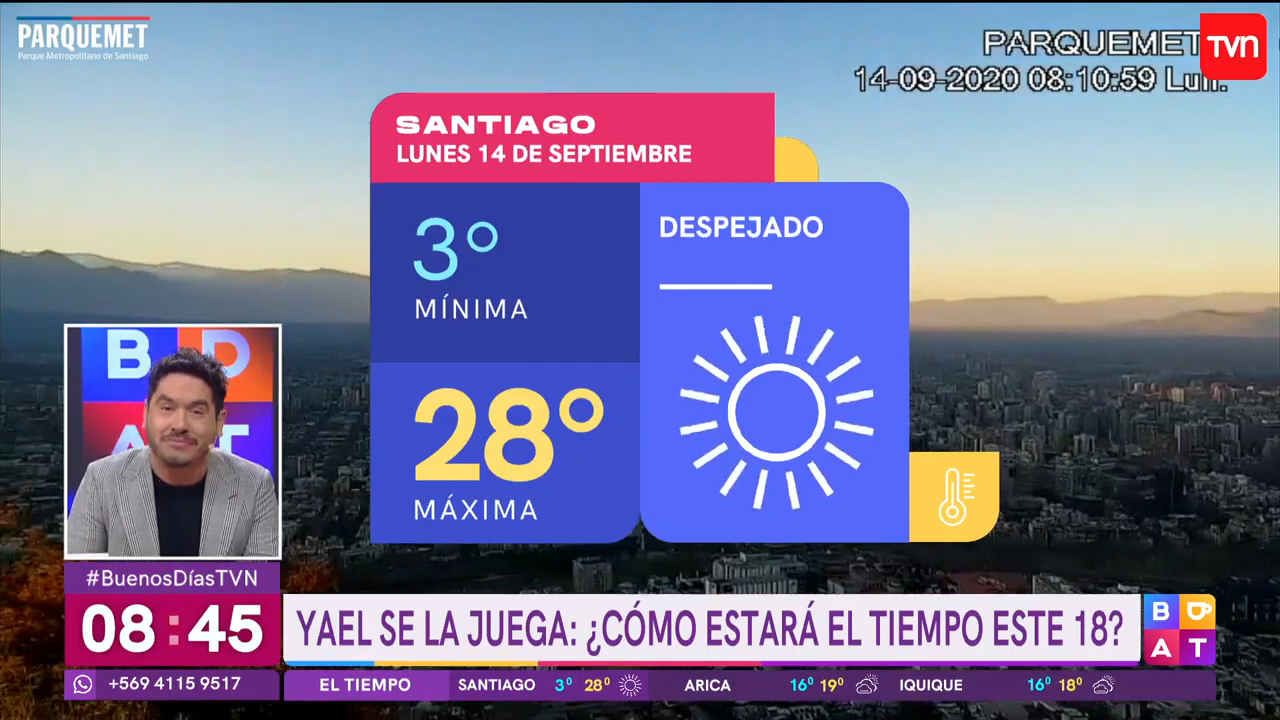 PARQUEMET
Parque Metropolitano de Santiago
PARQUEMET
tvn
14-09-2020 08:10:59 Lun.
SANTIAGO
LUNES 14 DE SEPTIEMBRE
3°
MÍNIMA
28°
MÁXIMA
DESPEJADO
B D
A T
#BuenosDíasTVN
08:45
YAEL SE LA JUEGA: ¿CÓMO ESTARÁ EL TIEMPO ESTE 18?
B
A T
+569 4115 9517
EL TIEMPO
SANTIAGO 3° 28°
ARICA 16° 19°
IQUIQUE 16° 18°